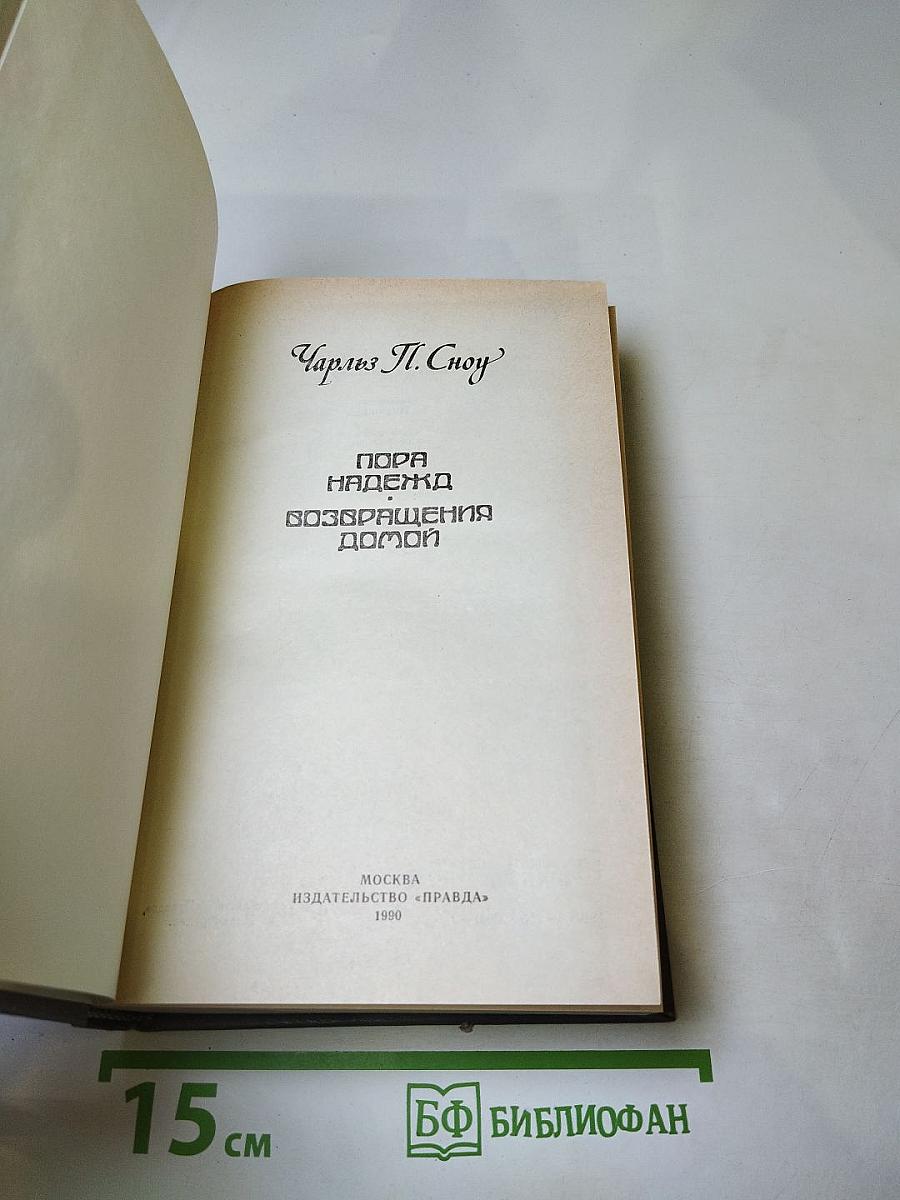 Чарльз П. Сноу
ПОРА
НАДЕЖД
·
ВОЗВРАЩЕНИЯ
ДОМОЙ
МОСКВА
ИЗДАТЕЛЬСТВО «ПРАВДА»
1990
15 см
БФ БИБЛИОФАН